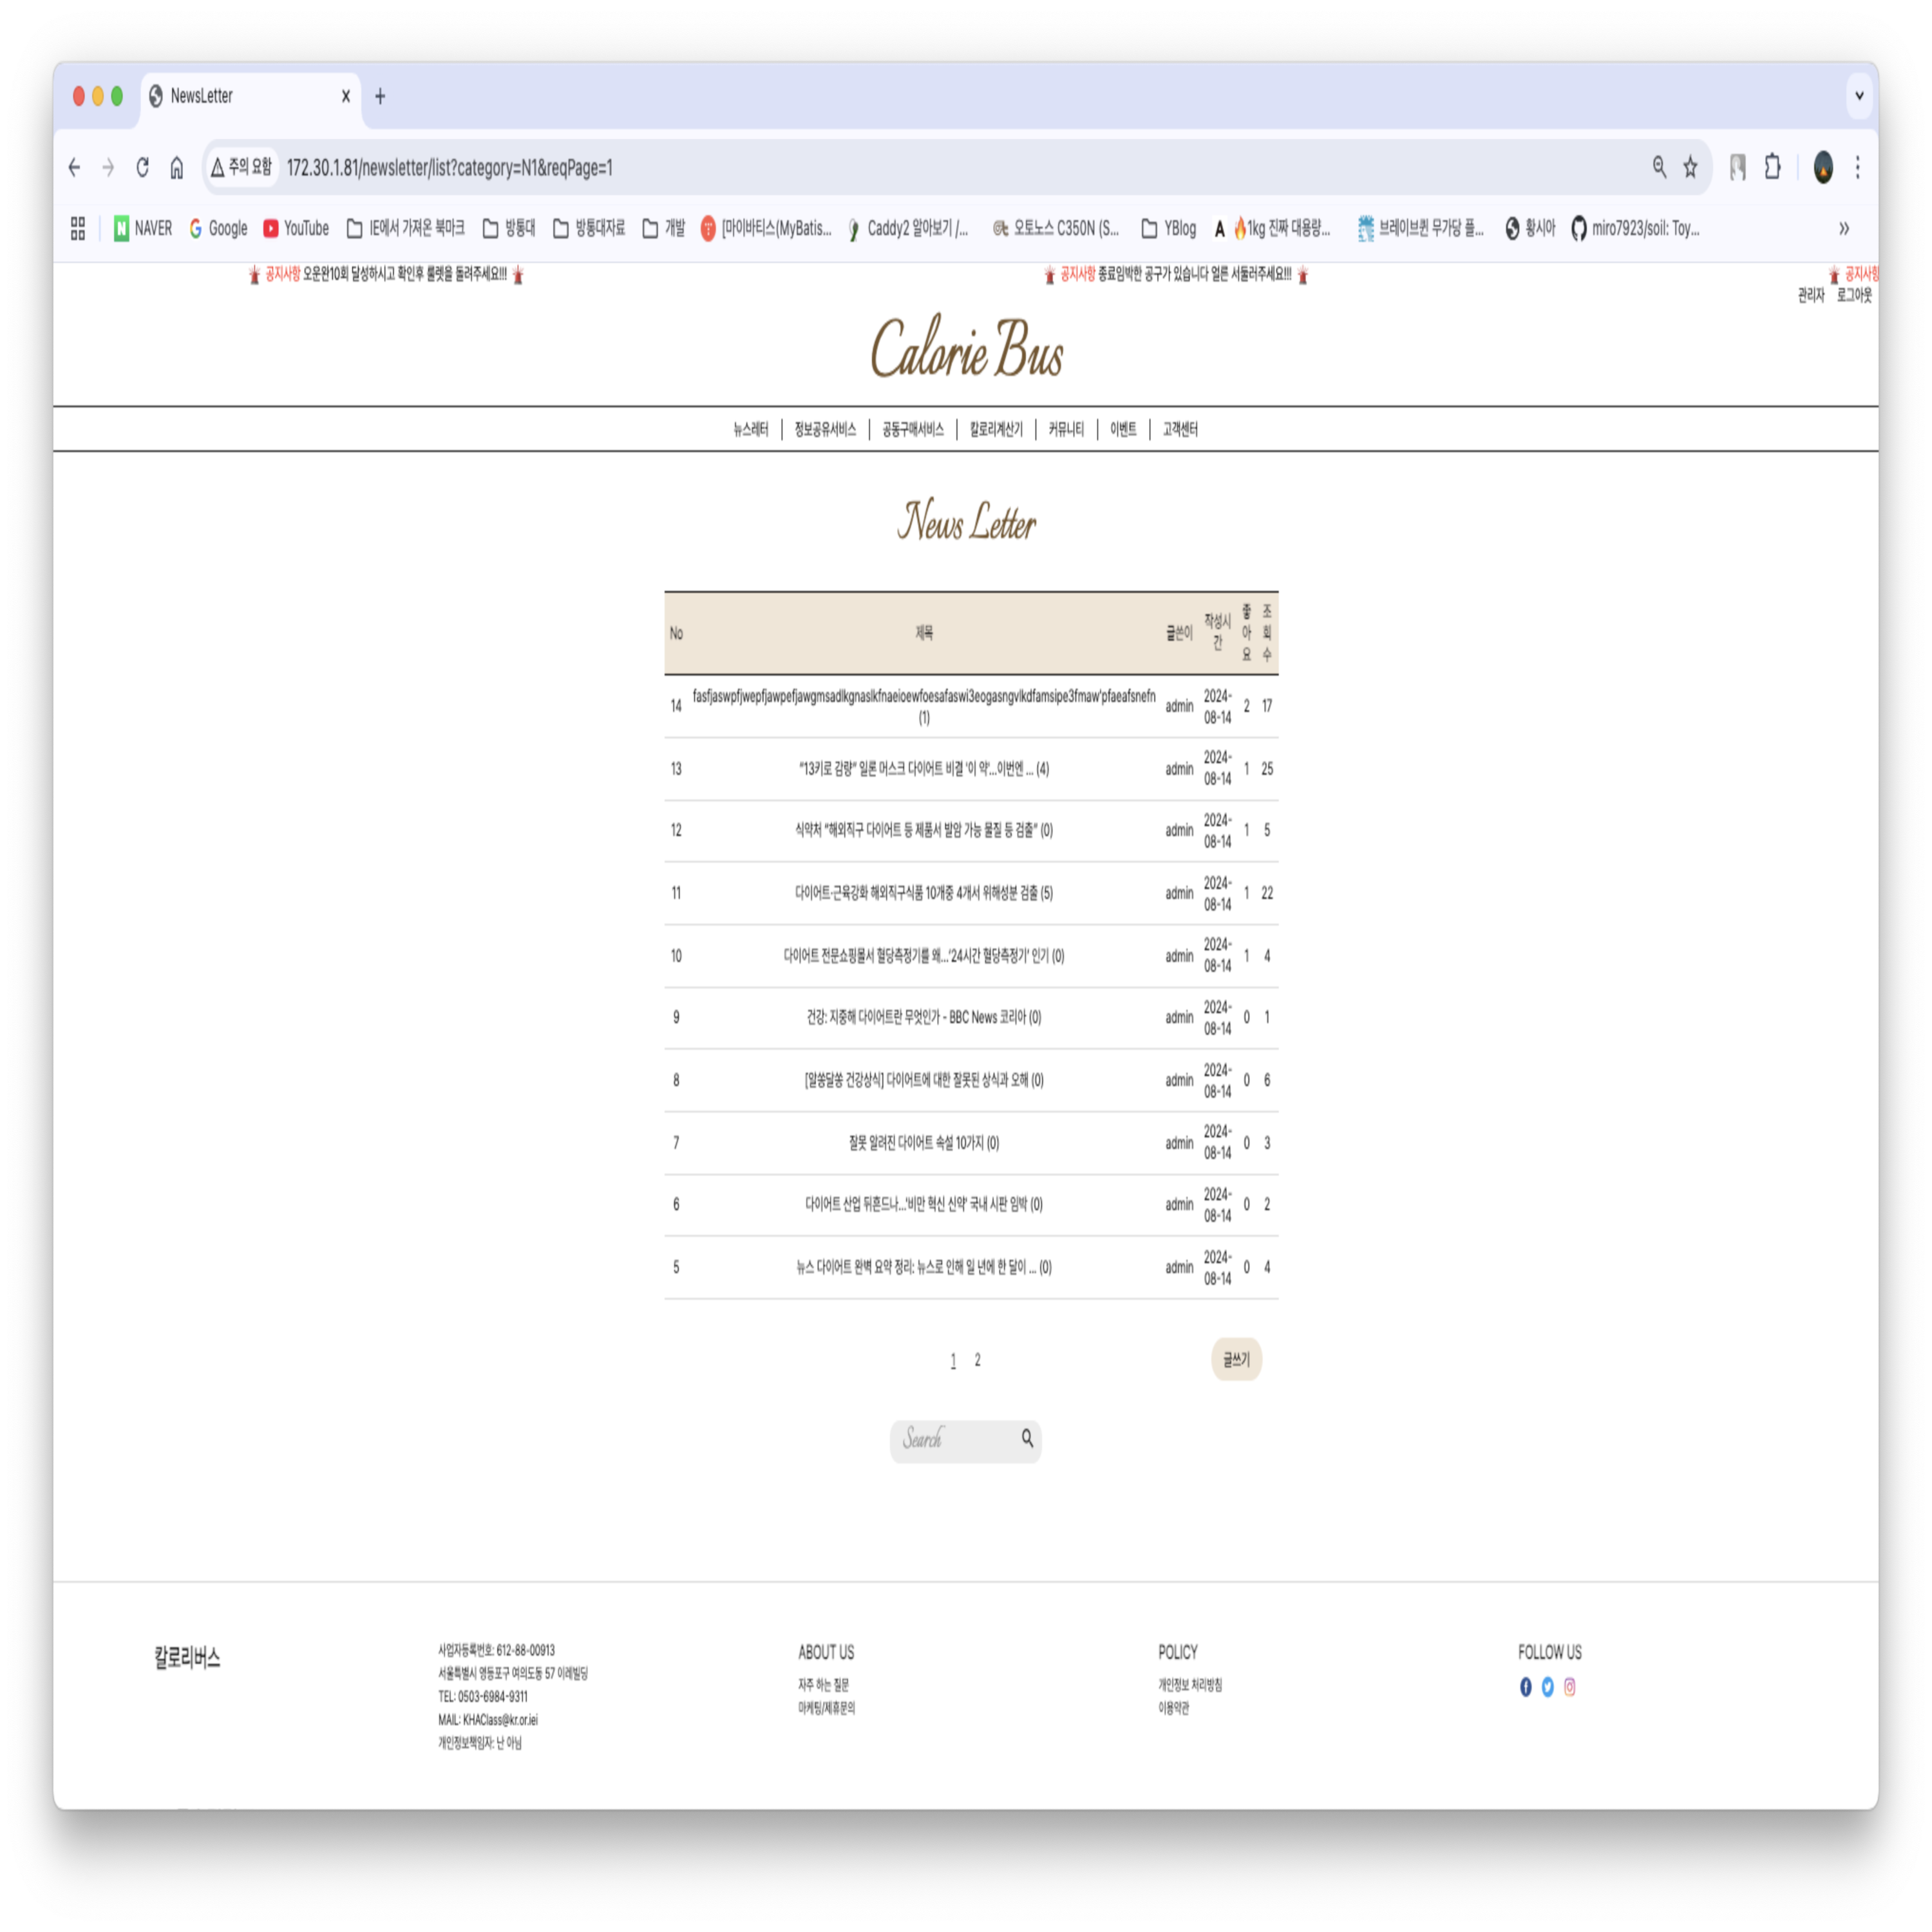 NewsLetter
주의 요함 172.30.1.81/newsletter/list?category=N1&reqPage=1
NAVER Google YouTube IE에서 가져온 북마크 방통대 방통대자료 개발 [마이바티스(MyBatis... Caddy2 알아보기 /... 오토노스 C350N (S... YBlog 1kg 진짜 대용량... 브레이브퀸 무가당 플... 황시아 miro7923/soil: Toy...
공지사항 오운완10회 달성하시고 확인후 룰렛을 돌려주세요!!! 공지사항 종료임박한 공구가 있습니다 얼른 서둘러주세요!!! 공지사항
관리자 로그아웃
Calorie Bus
뉴스레터 정보공유서비스 공동구매서비스 칼로리계산기 커뮤니티 이벤트 고객센터
News Letter
No 제목 글쓴이 작성시간 좋아요 조회수
14 fasfjaswpfjwepfjawpefjawgmsadlkgnaslkfnaeioewfoesafaswi3eogasngvlkdfamsipe3fmaw'pfaeafsnefn (1) admin 2024-08-14 2 17
13 "13키로 감량" 일론 머스크 다이어트 비결 '이 약'...이번엔 ... (4) admin 2024-08-14 1 25
12 식약처 "해외직구 다이어트 등 제품서 발암 가능 물질 등 검출" (0) admin 2024-08-14 1 5
11 다이어트·근육강화 해외직구식품 10개중 4개서 위해성분 검출 (5) admin 2024-08-14 1 22
10 다이어트 전문쇼핑몰서 혈당측정기를 왜...'24시간 혈당측정기' 인기 (0) admin 2024-08-14 1 4
9 건강: 지중해 다이어트란 무엇인가 - BBC News 코리아 (0) admin 2024-08-14 0 1
8 [알쏭달쏭 건강상식] 다이어트에 대한 잘못된 상식과 오해 (0) admin 2024-08-14 0 6
7 잘못 알려진 다이어트 속설 10가지 (0) admin 2024-08-14 0 3
6 다이어트 산업 뒤흔드나...'비만 혁신 신약' 국내 시판 임박 (0) admin 2024-08-14 0 2
5 뉴스 다이어트 완벽 요약 정리: 뉴스로 인해 일 년에 한 달이 ... (0) admin 2024-08-14 0 4
1 2 글쓰기
Search
칼로리버스
사업자등록번호: 612-88-00913
서울특별시 영등포구 여의도동 57 이레빌딩
TEL: 0503-6984-9311
MAIL: KHAClass@kr.or.iei
개인정보책임자: 난 아님
ABOUT US
자주 하는 질문
마케팅/제휴문의
POLICY
개인정보 처리방침
이용약관
FOLLOW US